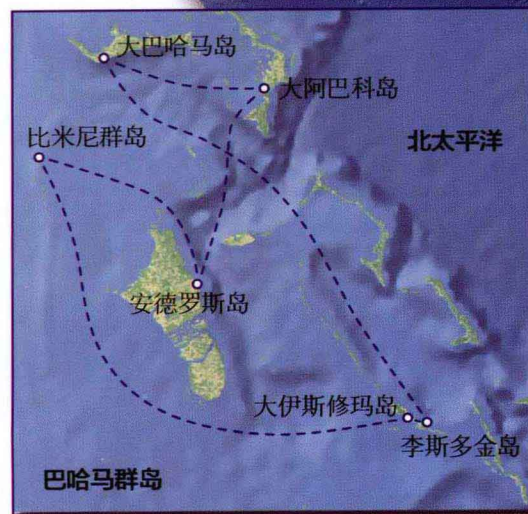 大巴哈马岛
大阿巴科岛
比米尼群岛
北太平洋
安德罗斯岛
大伊斯修玛岛
李斯多金岛
巴哈马群岛